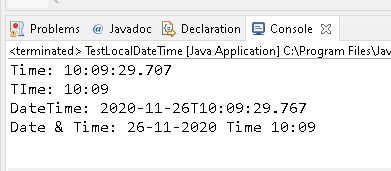 Problems @ Javadoc Declaration Console
<terminated> TestLocalDateTime [Java Application] C:\Program Files\Jav
Time: 10:09:29.707
TIme: 10:09
DateTime: 2020-11-26T10:09:29.767
Date & Time: 26-11-2020 Time 10:09